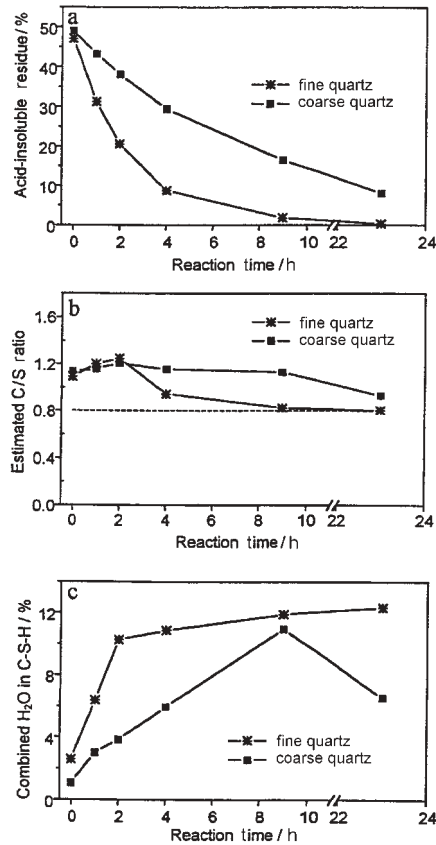 a
Acid-insoluble residue / %
50
40
30
20
10
0
fine quartz
coarse quartz
0 2 4 6 8 10 22 24
Reaction time / h
b
Estimated C/S ratio
1.6
1.2
0.8
0.4
0.0
fine quartz
coarse quartz
0 2 4 6 8 10 22 24
Reaction time / h
c
Combined H₂O in C-S-H / %
12
8
4
0
fine quartz
coarse quartz
0 2 4 6 8 10 22 24
Reaction time / h